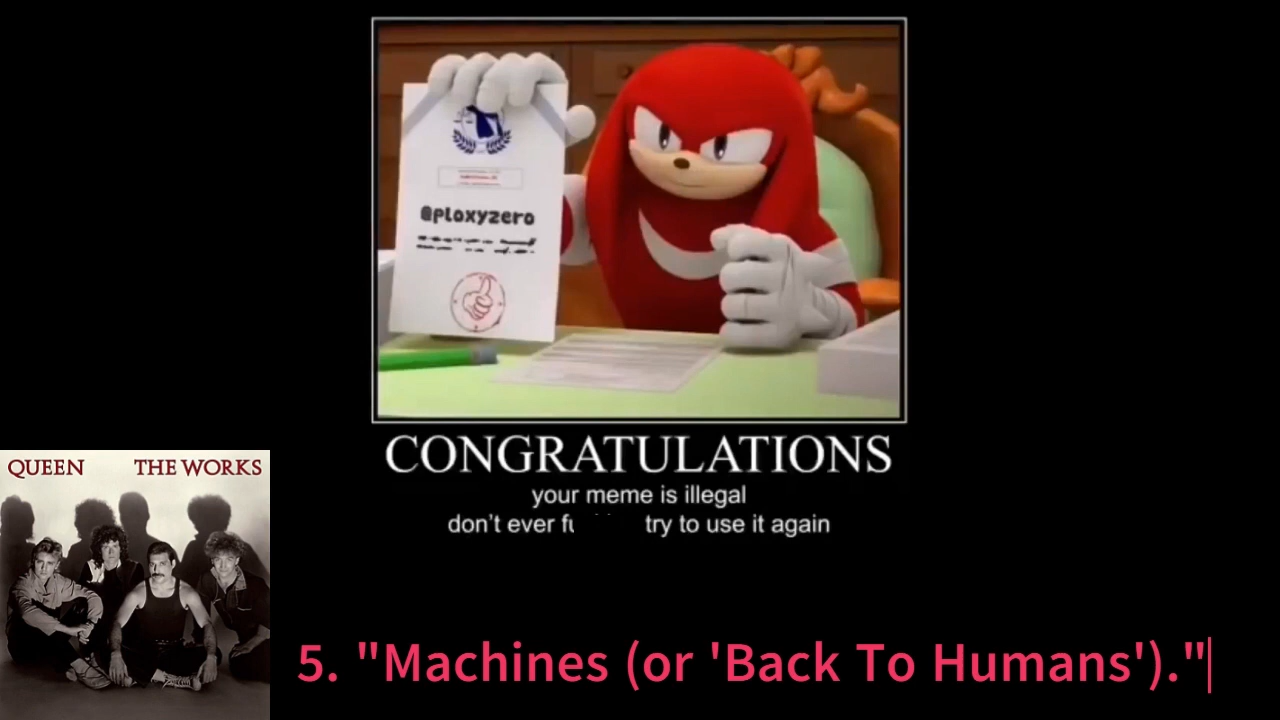 @ploxyzero
CONGRATULATIONS
your meme is illegal
don't ever fu try to use it again
QUEEN THE WORKS
5. "Machines (or 'Back To Humans')."